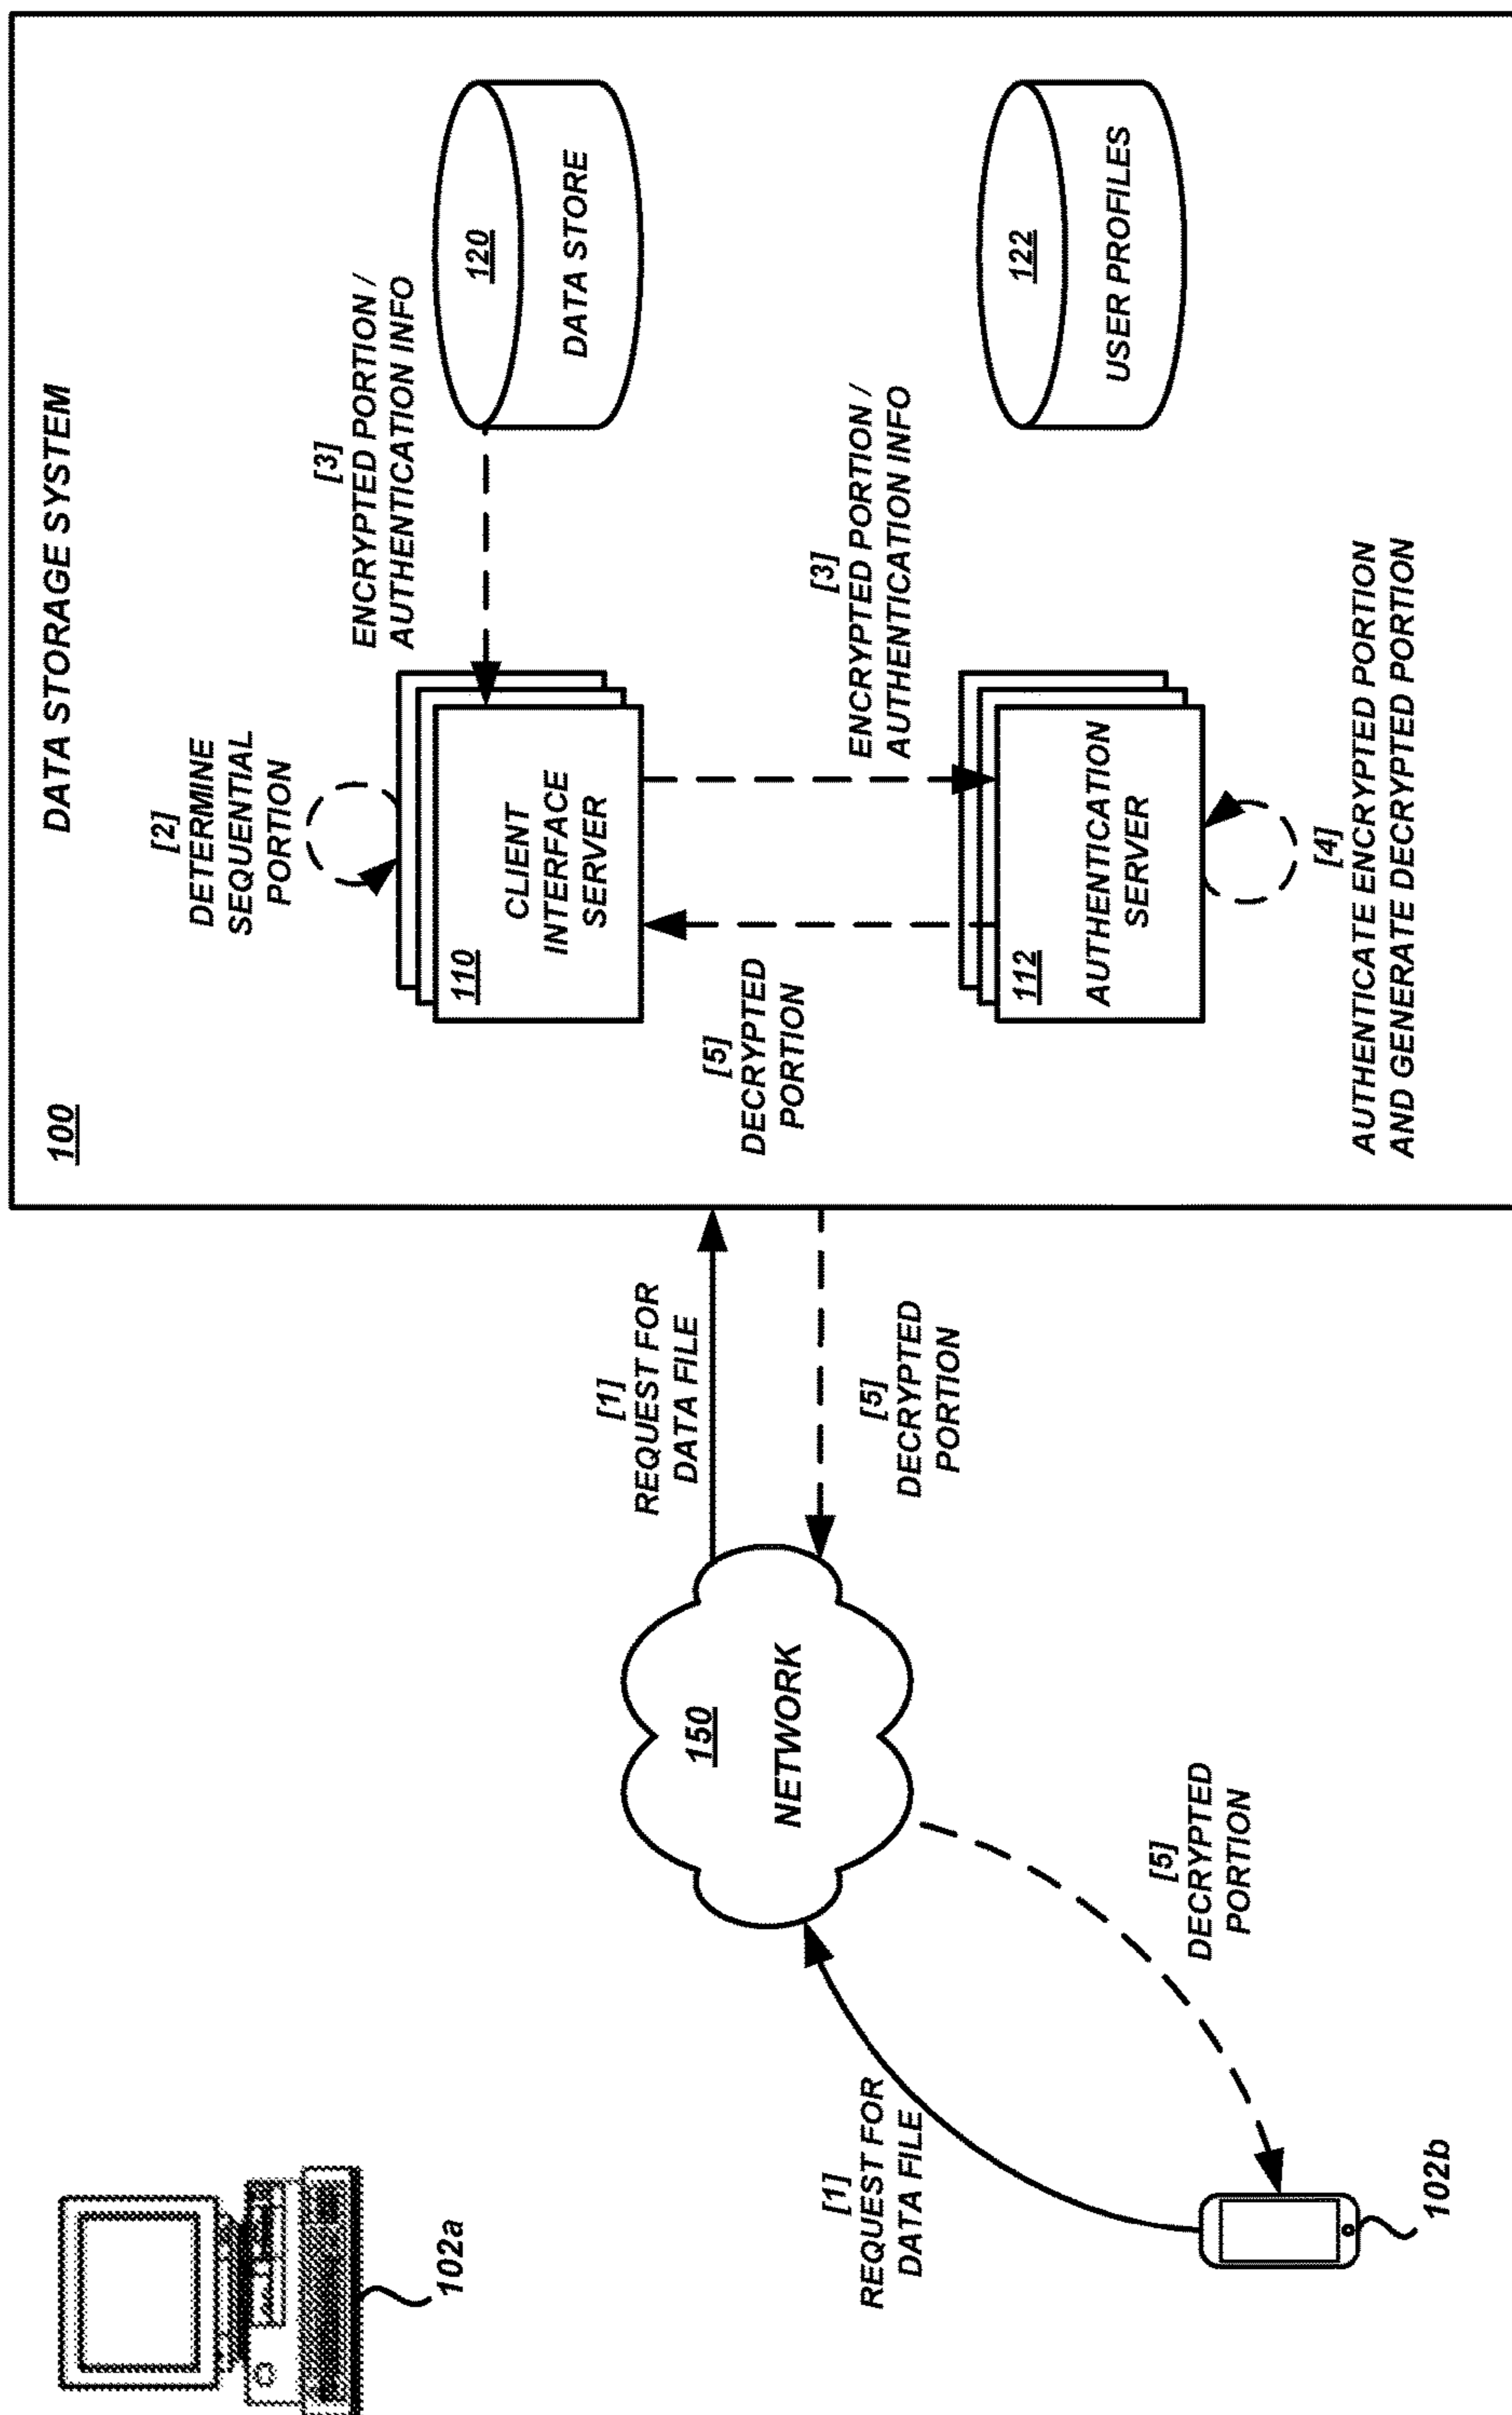 100
DATA STORAGE SYSTEM
[2]
DETERMINE
SEQUENTIAL
PORTION
[3]
ENCRYPTED PORTION /
AUTHENTICATION INFO
110
CLIENT
INTERFACE
SERVER
120
DATA STORE
[5]
DECRYPTED
PORTION
[3]
ENCRYPTED PORTION /
AUTHENTICATION INFO
112
AUTHENTICATION
SERVER
122
USER PROFILES
[4]
AUTHENTICATE ENCRYPTED PORTION
AND GENERATE DECRYPTED PORTION
[1]
REQUEST FOR
DATA FILE
[5]
DECRYPTED
PORTION
150
NETWORK
[1]
REQUEST FOR
DATA FILE
[5]
DECRYPTED
PORTION
102a
102b